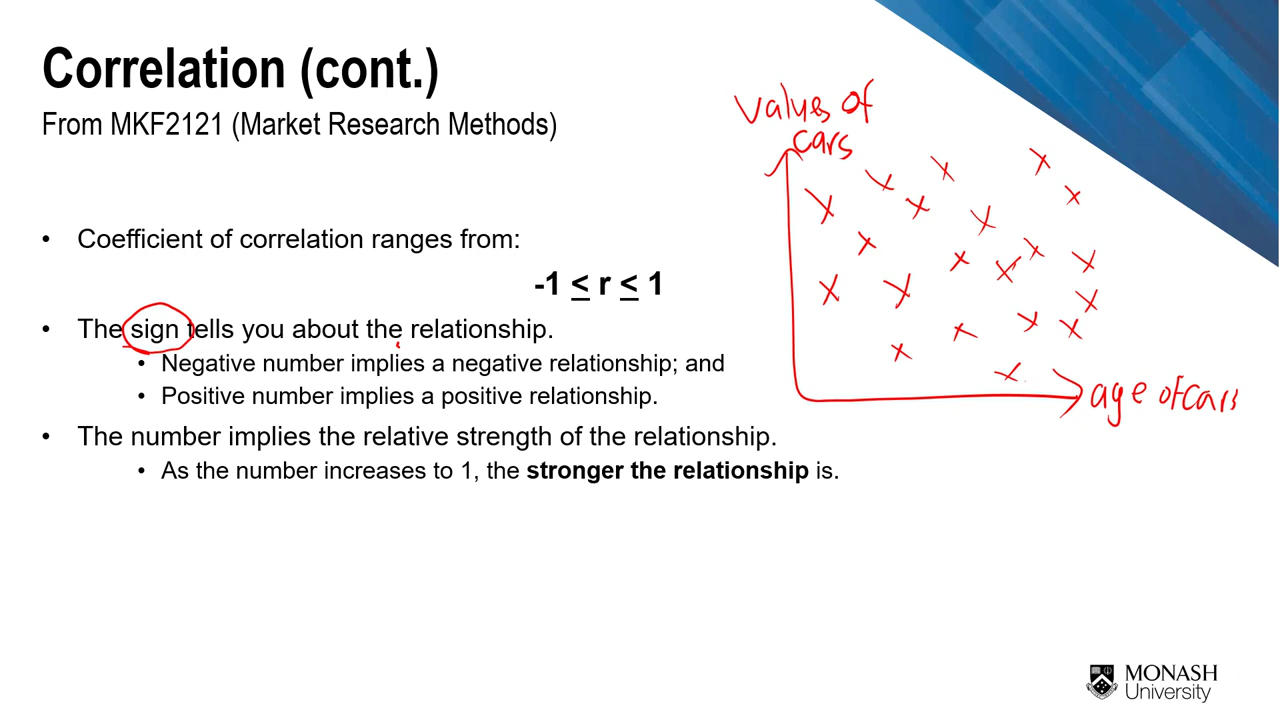 Correlation (cont.)
From MKF2121 (Market Research Methods)
values of
cars
• Coefficient of correlation ranges from:
-1 ≤ r ≤ 1
• The sign tells you about the relationship.
• Negative number implies a negative relationship; and
• Positive number implies a positive relationship.
age of cars
• The number implies the relative strength of the relationship.
• As the number increases to 1, the stronger the relationship is.
MONASH
University